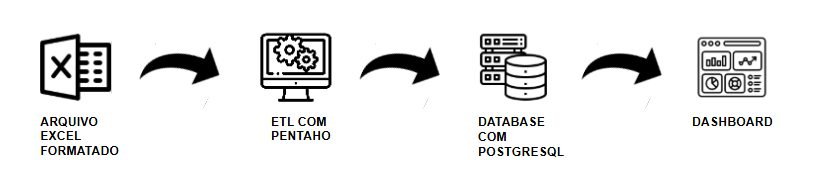 X
ARQUIVO
EXCEL
FORMATADO
ETL COM
PENTAHO
DATABASE
COM
POSTGRESQL
DASHBOARD